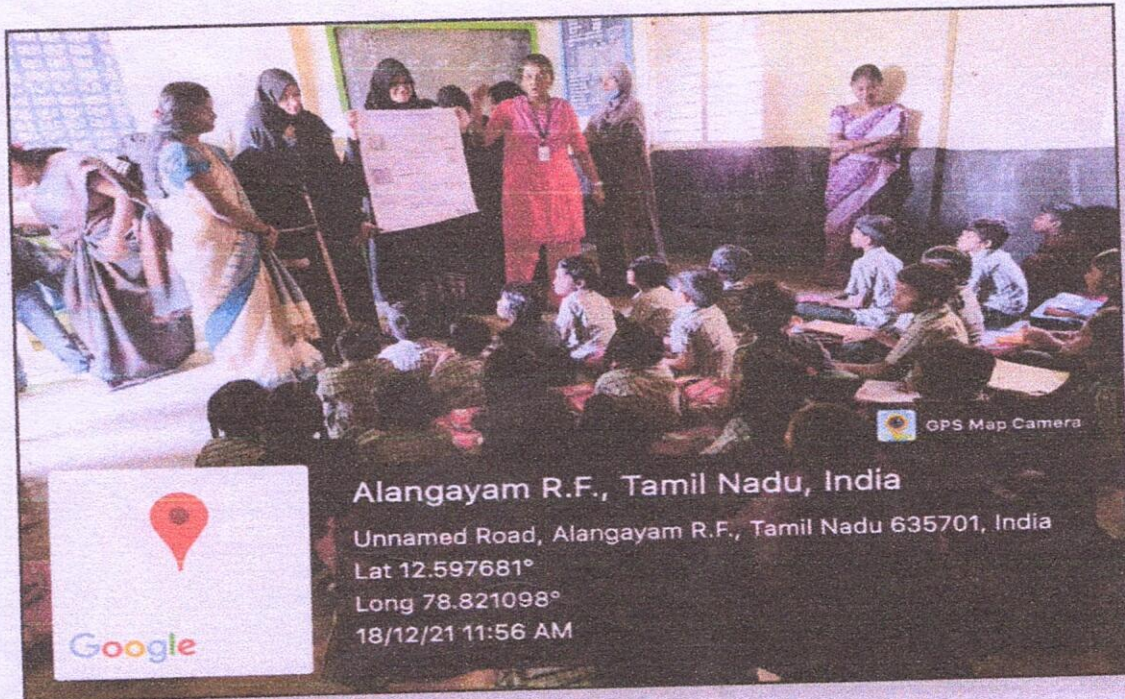 GPS Map Camera
Alangayam R.F., Tamil Nadu, India
Unnamed Road, Alangayam R.F., Tamil Nadu 635701, India
Lat 12.597681°
Long 78.821098°
18/12/21 11:56 AM
Google